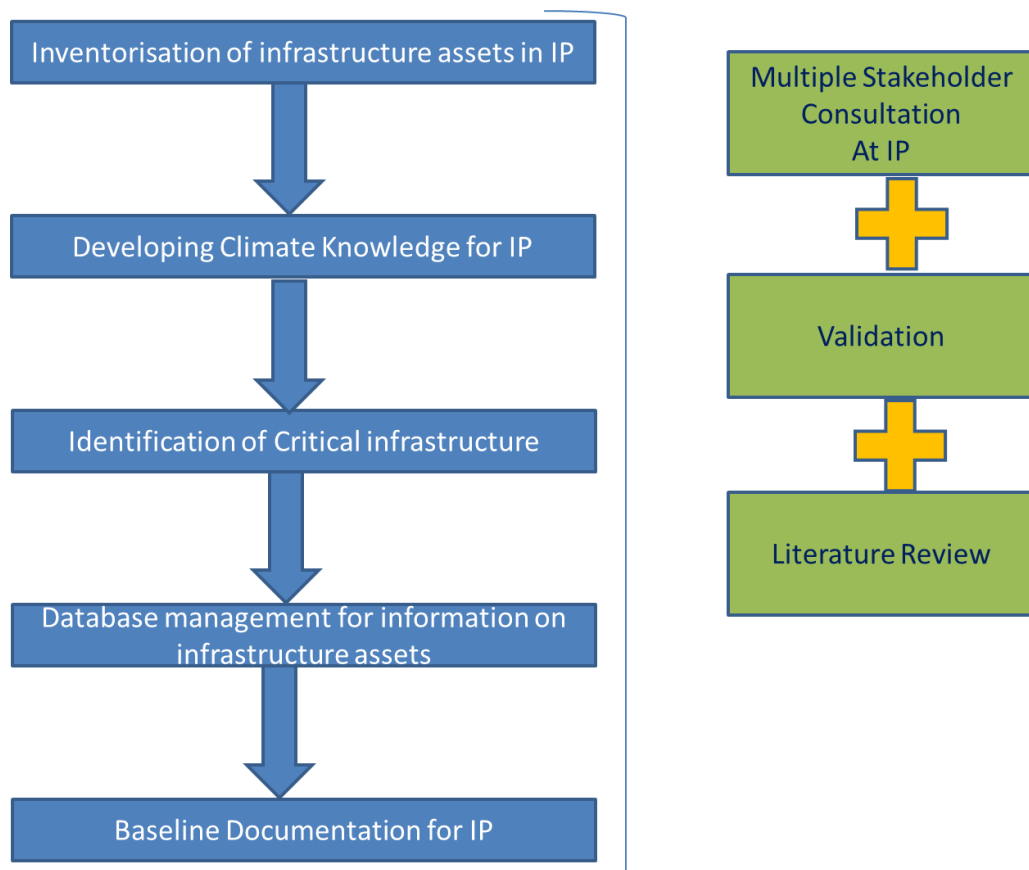 Inventorisation of infrastructure assets in IP
Developing Climate Knowledge for IP
Identification of Critical infrastructure
Database management for information on
infrastructure assets
Baseline Documentation for IP
Multiple Stakeholder
Consultation
At IP
Validation
Literature Review